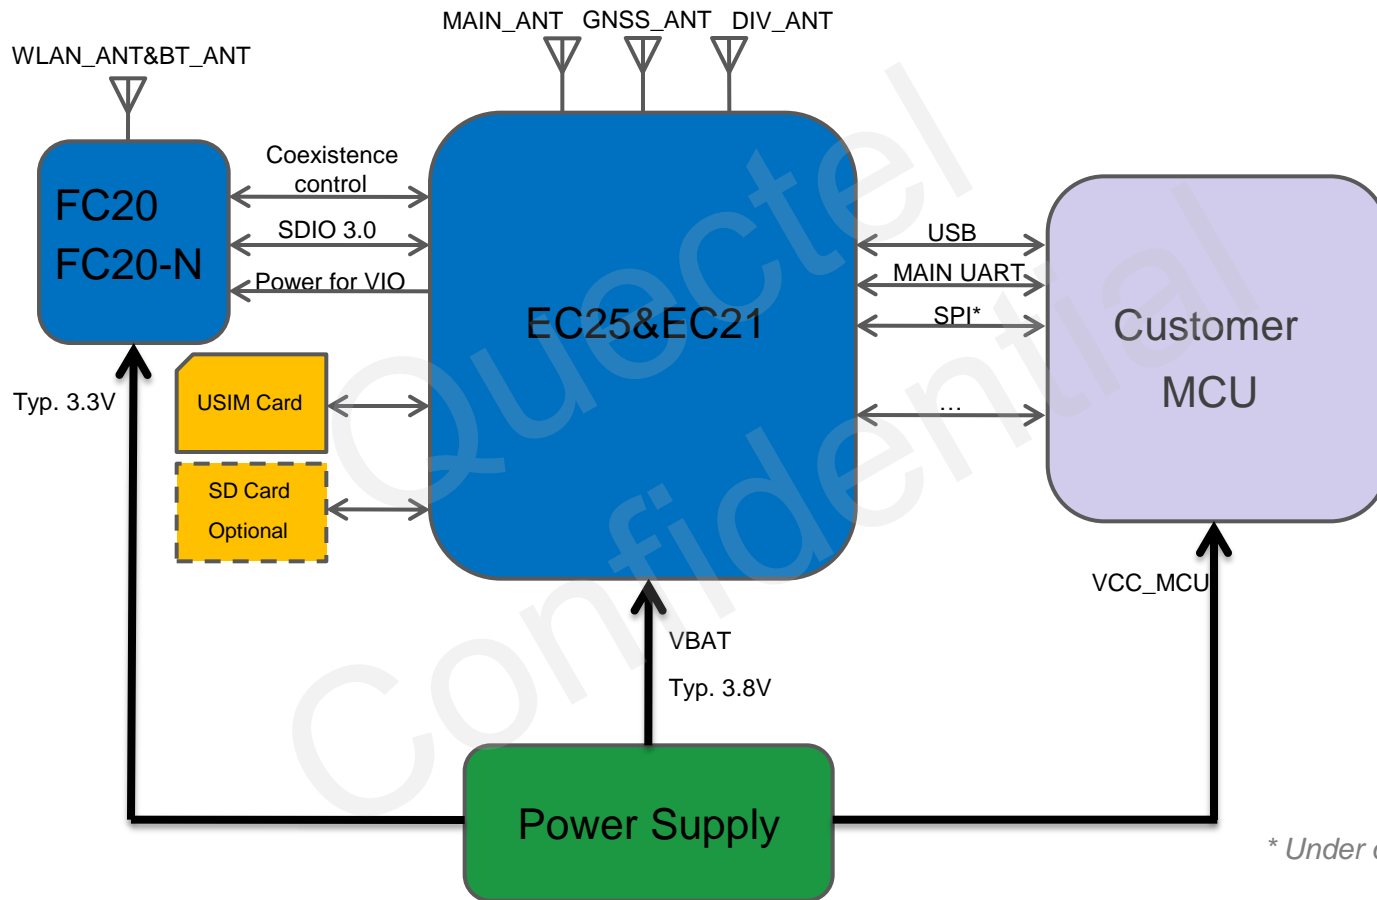 MAIN_ANT GNSS_ANT DIV_ANT
WLAN_ANT&BT_ANT
FC20
FC20-N
Coexistence
control
SDIO 3.0
Power for VIO
EC25&EC21
USB
MAIN UART
SPI*
...
Customer
MCU
Typ. 3.3V
USIM Card
SD Card
Optional
VBAT
Typ. 3.8V
VCC_MCU
Power Supply
* Under
Quectel
Confidential